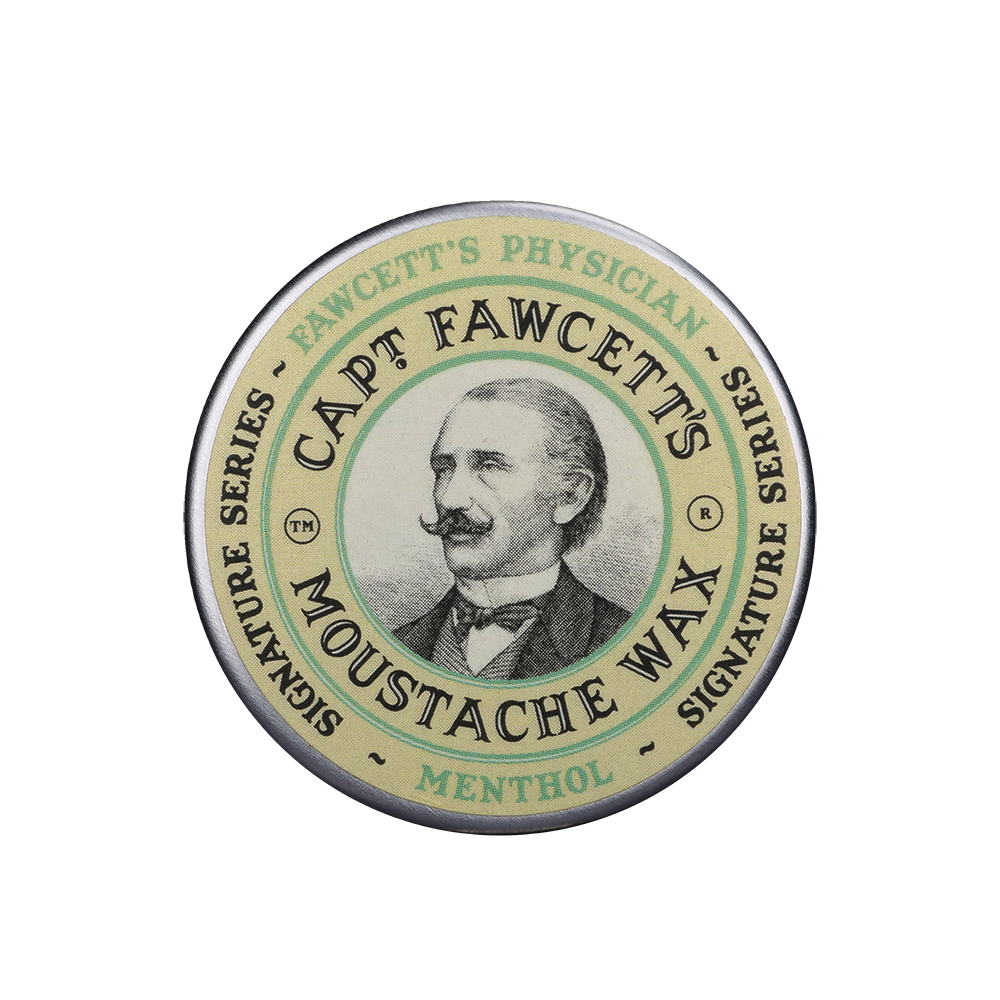 FAWCETT'S PHYSICIAN
~ SIGNATURE SERIES ~
~ SIGNATURE SERIES ~
MENTHOL
CAPT. FAWCETT'S
TM
R
MOUSTACHE WAX